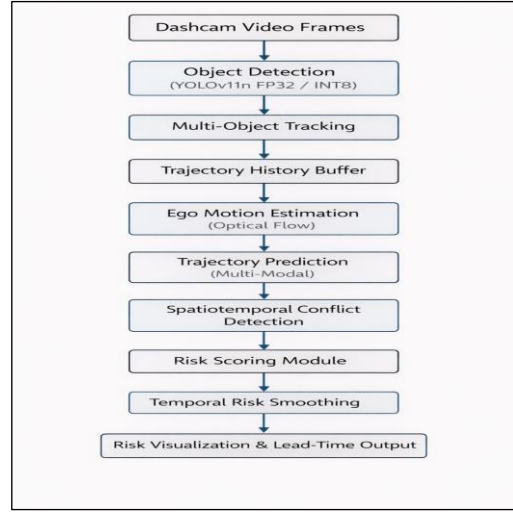 Dashcam Video Frames
Object Detection
(YOLOv11n FP32 / INT8)
Multi-Object Tracking
Trajectory History Buffer
Ego Motion Estimation
(Optical Flow)
Trajectory Prediction
(Multi-Modal)
Spatiotemporal Conflict
Detection
Risk Scoring Module
Temporal Risk Smoothing
Risk Visualization & Lead-Time Output